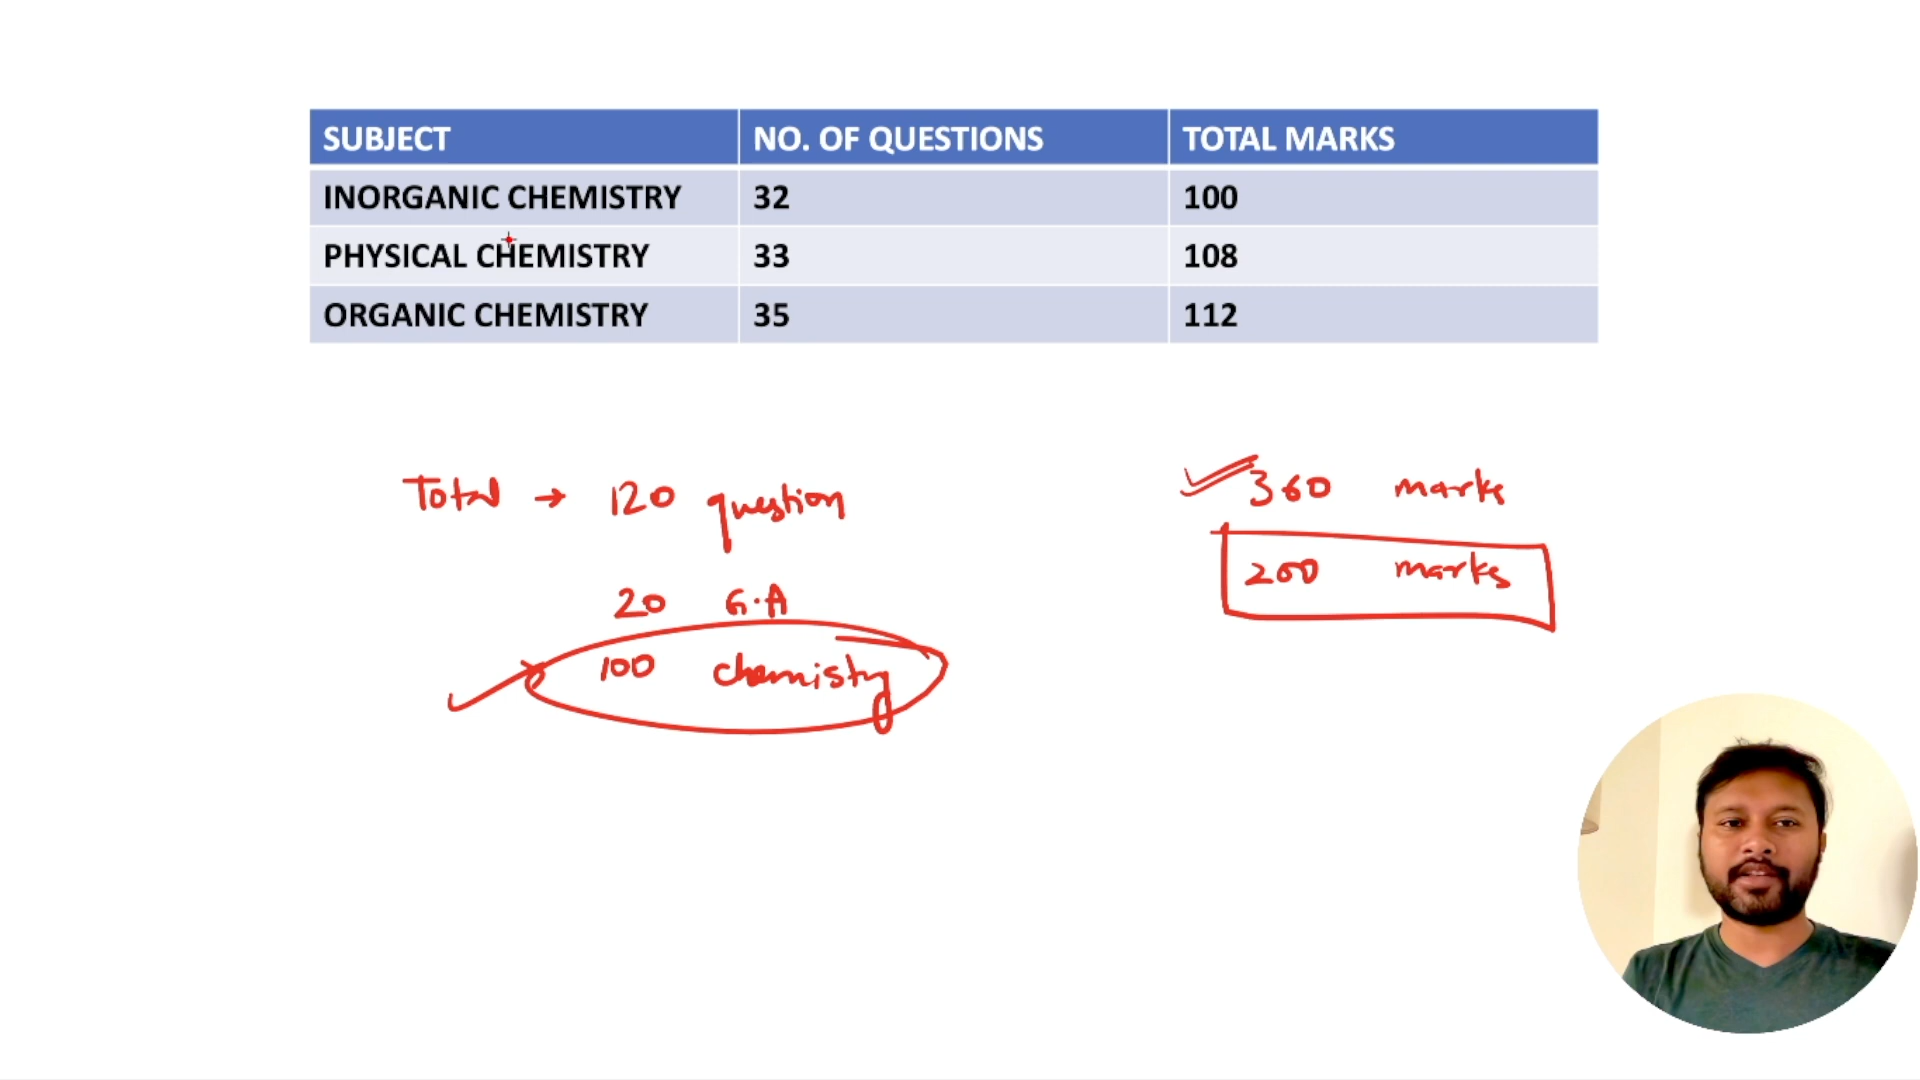 SUBJECT NO. OF QUESTIONS TOTAL MARKS
INORGANIC CHEMISTRY 32 100
PHYSICAL CHEMISTRY 33 108
ORGANIC CHEMISTRY 35 112
Total → 120 question 360 marks
200 marks
20 G.A
100 chemistry